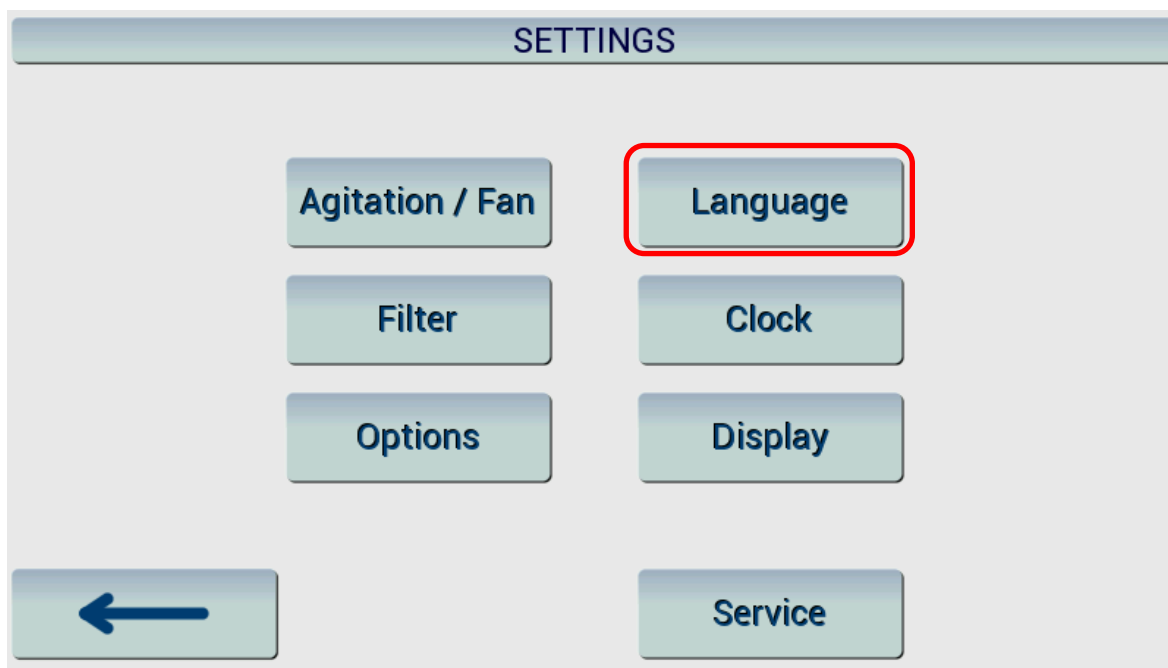 SETTINGS
Agitation / Fan
Language
Filter
Clock
Options
Display
Service